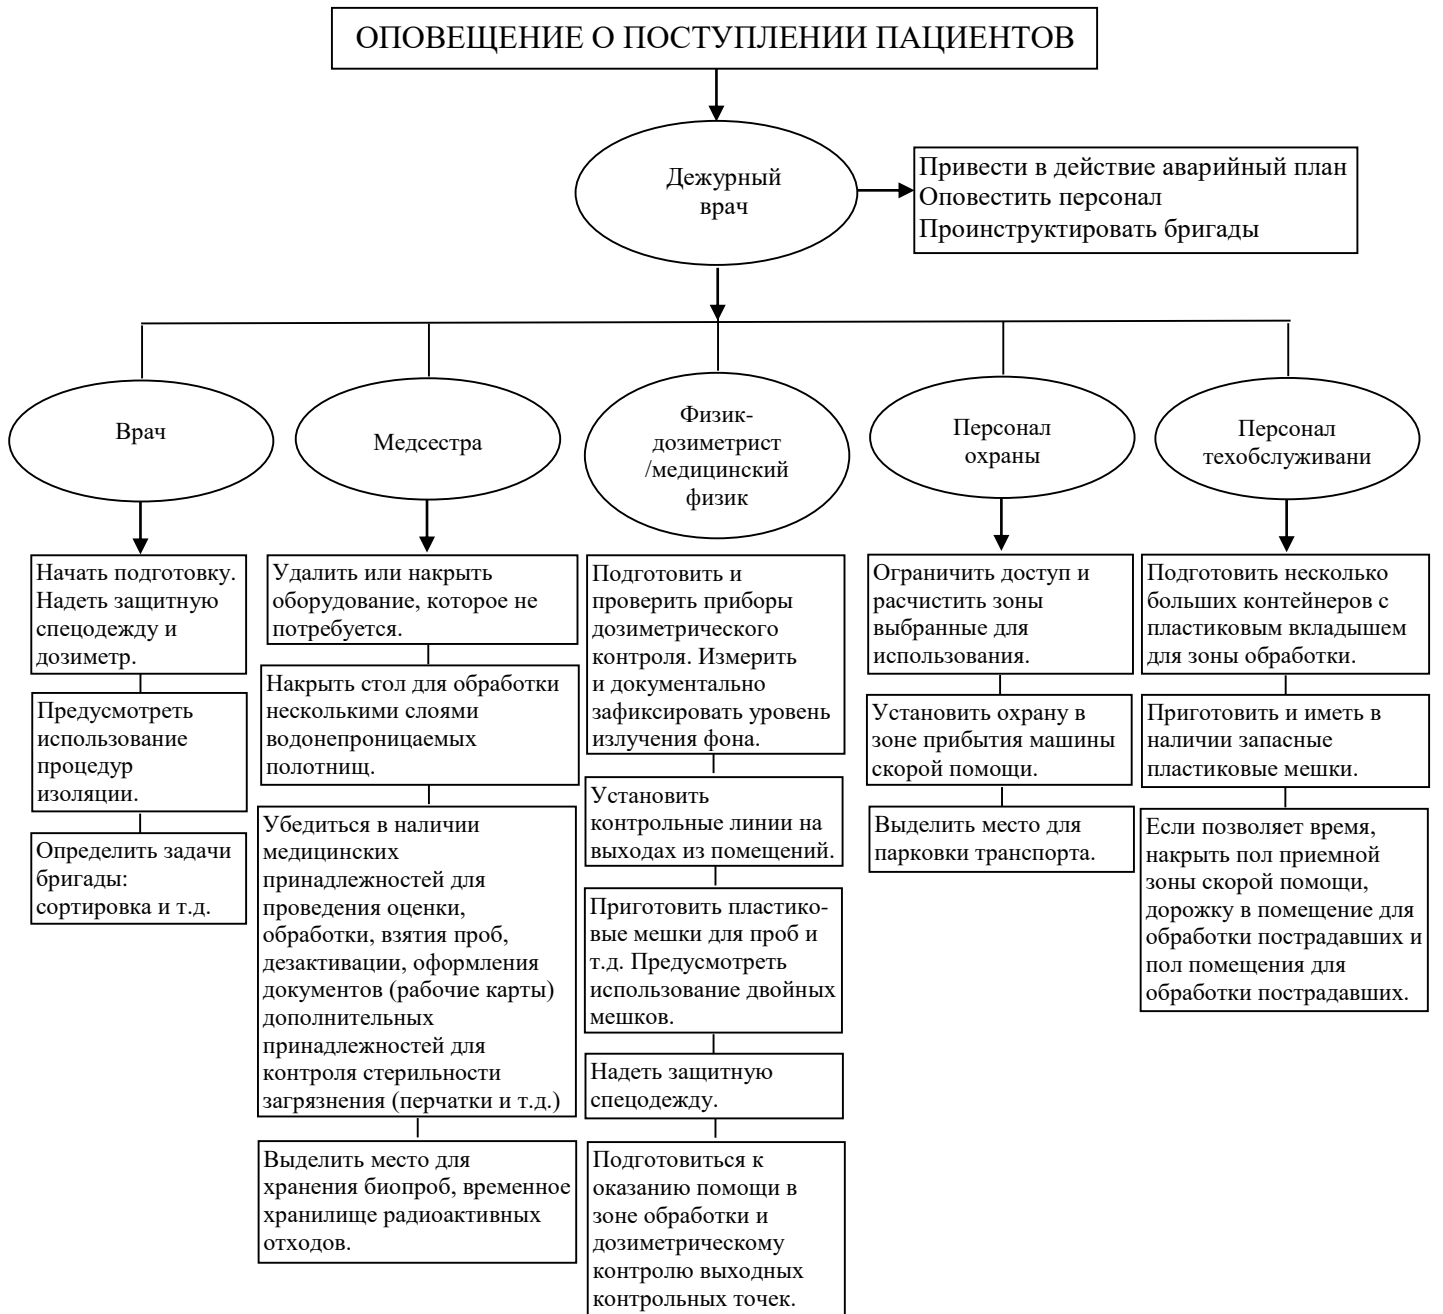 ОПОВЕЩЕНИЕ О ПОСТУПЛЕНИИ ПАЦИЕНТОВ
Дежурный
врач
Привести в действие аварийный план
Оповестить персонал
Проинструктировать бригады
Врач
Медсестра
Физик-
дозиметрист
/медицинский
физик
Персонал
охраны
Персонал
техобслуживани
Начать подготовку.
Надеть защитную
спецодежду и
дозиметр.
Предусмотреть
использование
процедур
изоляции.
Определить задачи
бригады:
сортировка и т.д.
Удалить или накрыть
оборудование, которое не
потребуется.
Накрыть стол для обработки
несколькими слоями
водонепроницаемых
полотнищ.
Убедиться в наличии
медицинских
принадлежностей для
проведения оценки,
обработки, взятия проб,
дезактивации, оформления
документов (рабочие карты)
дополнительных
принадлежностей для
контроля стерильности
загрязнения (перчатки и т.д.)
Выделить место для
хранения биопроб, временное
хранилище радиоактивных
отходов.
Подготовить и
проверить приборы
дозиметрического
контроля. Измерить
и документально
зафиксировать уровень
излучения фона.
Установить
контрольные линии на
выходах из помещений.
Приготовить пластико-
вые мешки для проб и
т.д. Предусмотреть
использование двойных
мешков.
Надеть защитную
спецодежду.
Подготовиться к
оказанию помощи в
зоне обработки и
дозиметрическому
контролю выходных
контрольных точек.
Ограничить доступ и
расчистить зоны
выбранные для
использования.
Установить охрану в
зоне прибытия машины
скорой помощи.
Выделить место для
парковки транспорта.
Подготовить несколько
больших контейнеров с
пластиковым вкладышем
для зоны обработки.
Приготовить и иметь в
наличии запасные
пластиковые мешки.
Если позволяет время,
накрыть пол приемной
зоны скорой помощи,
дорожку в помещение для
обработки пострадавших и
пол помещения для
обработки пострадавших.